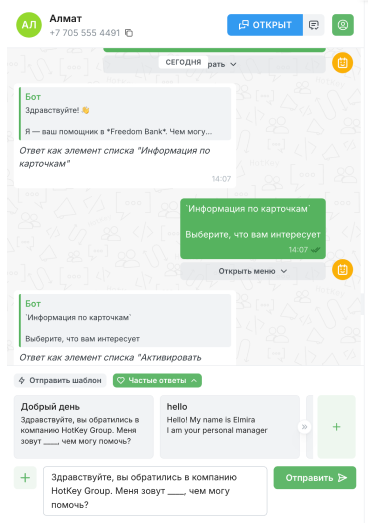 АЛ
Алмат
+7 705 555 4491
ОТКРЫТ
СЕГОДНЯ
рать
Бот
Здравствуйте! 👋
Я — ваш помощник в *Freedom Bank*. Чем могу...
Ответ как элемент списка "Информация по
карточкам"
14:07
`Информация по карточкам`
Выберите, что вам интересует
14:07
Открыть меню
Бот
`Информация по карточкам`
Выберите, что вам интересует
Ответ как элемент списка "Активировать
Отправить шаблон
Частые ответы
Добрый день
Здравствуйте, вы обратились в
компанию HotKey Group. Меня
зовут ____, чем могу помочь?
hello
Hello! My name is Elmira
I am your personal manager
Здравствуйте, вы обратились в компанию
HotKey Group. Меня зовут ____, чем могу
помочь?
Отправить